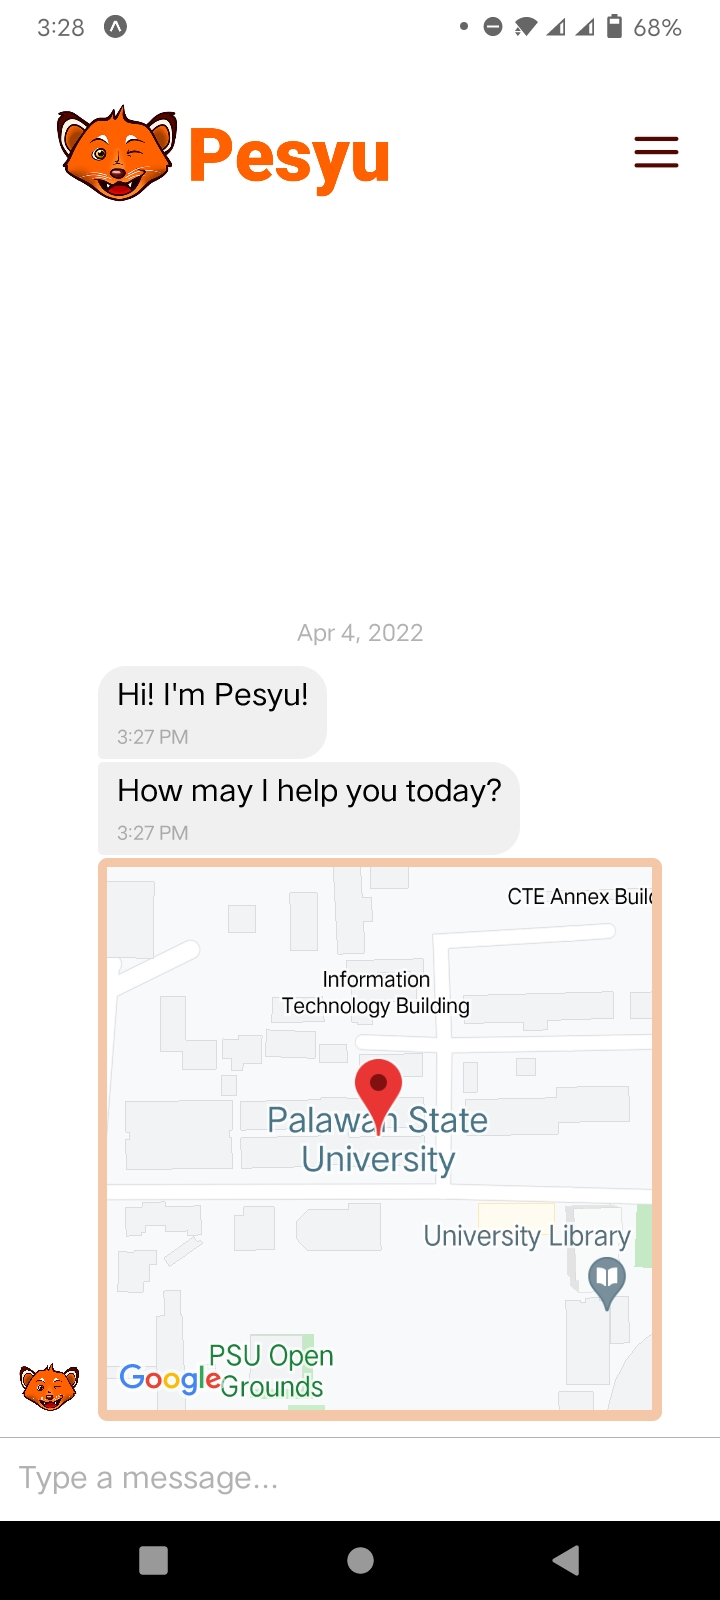 3:28
68%
Pesyu
Apr 4, 2022
Hi! I'm Pesyu!
3:27 PM
How may I help you today?
3:27 PM
CTE Annex Build
Information
Technology Building
Palawan State
University
University Library
PSU Open
Grounds
Google
Type a message...